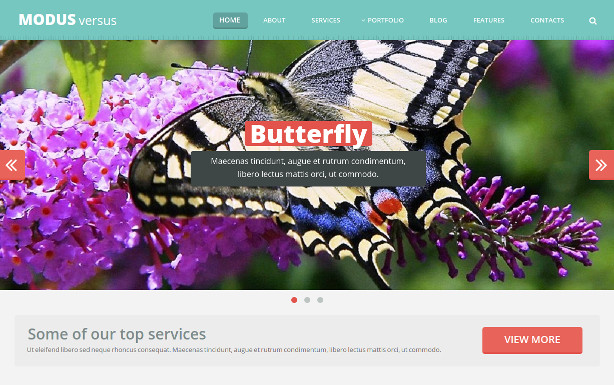 MODUS versus
HOME ABOUT SERVICES PORTFOLIO BLOG FEATURES CONTACTS
Butterfly
Maecenas tincidunt, augue et rutrum condimentum,
libero lectus mattis orci, ut commodo.
Some of our top services
Ut eleifend libero sed neque rhoncus consequat. Maecenas tincidunt, augue et rutrum condimentum, libero lectus mattis orci, ut commodo.
VIEW MORE